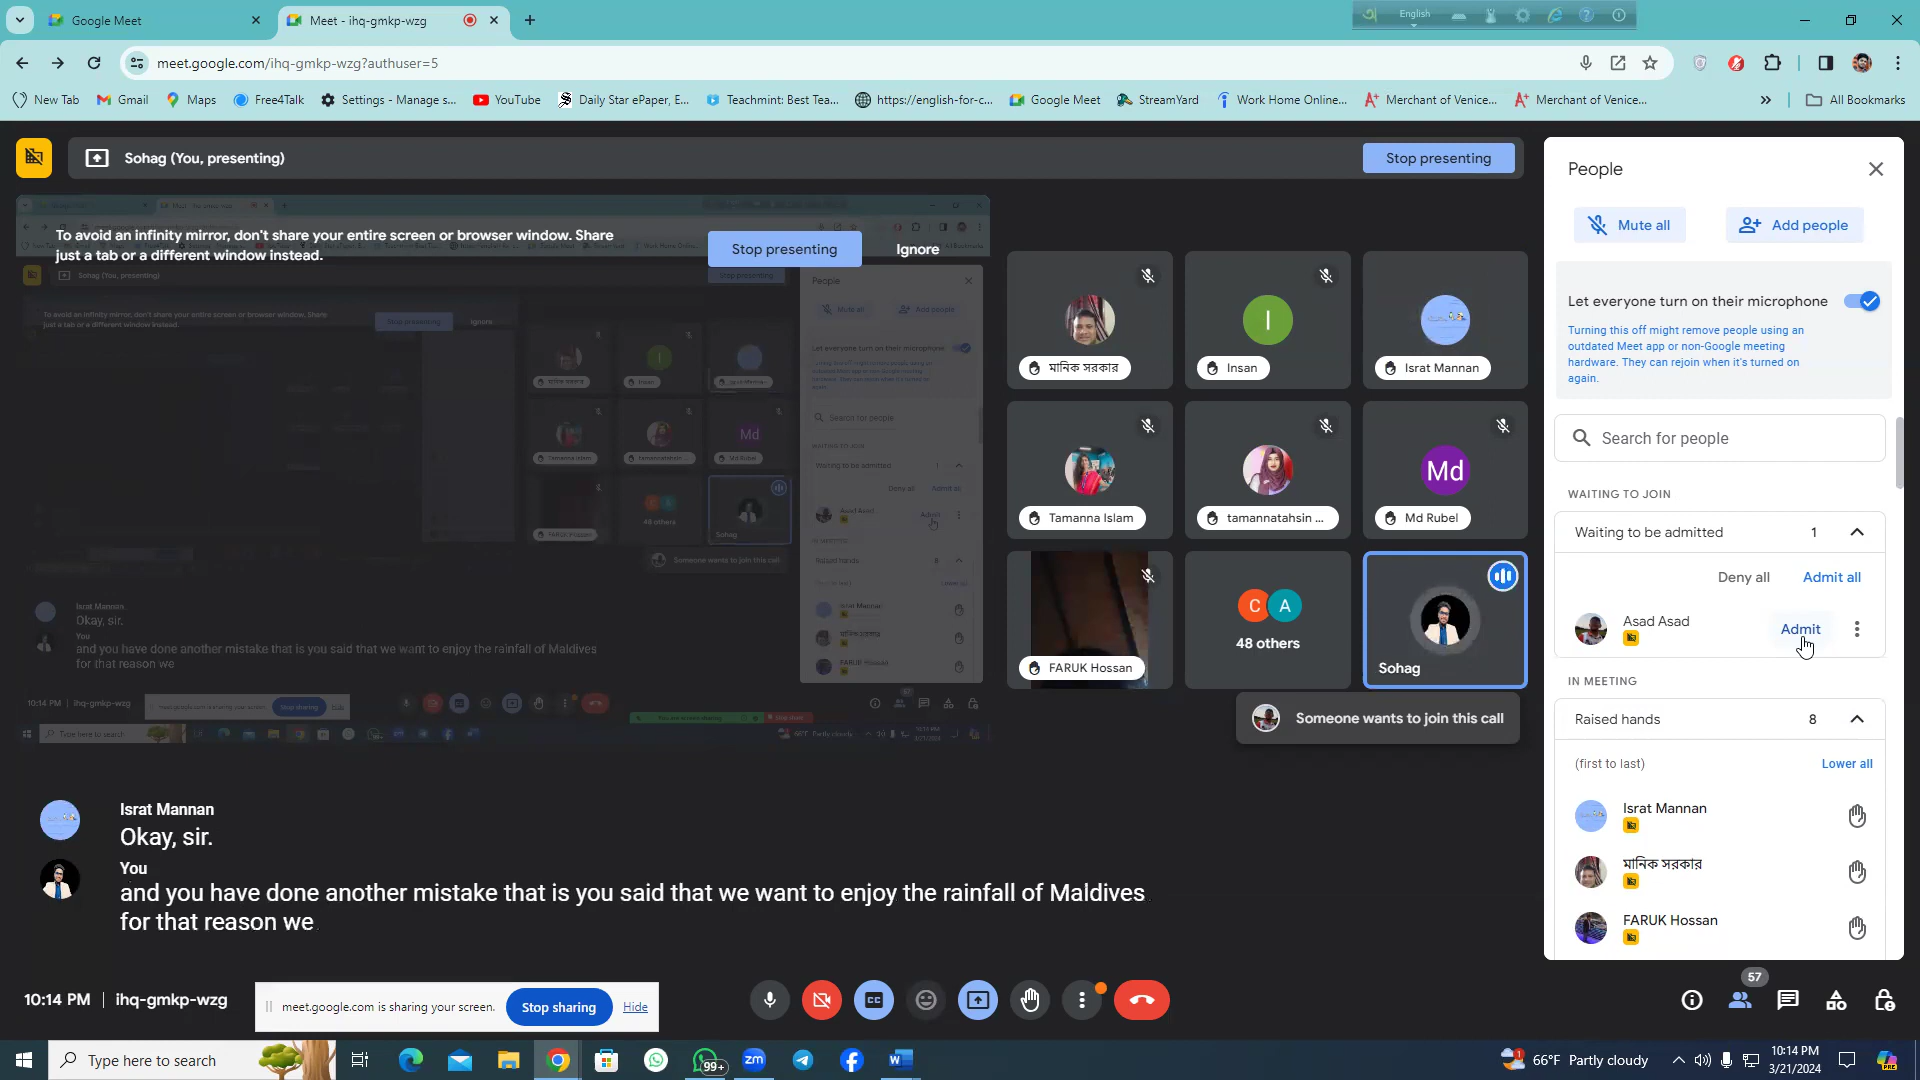 Google Meet
Meet - ihq-gmkp-wzg
English
meet.google.com/ihq-gmkp-wzg?authuser=5
New Tab
Gmail
Maps
Free4Talk
Settings - Manage s...
YouTube
Daily Star ePaper, E...
Teachmint: Best Tea...
https://english-for-c...
Google Meet
StreamYard
Work Home Online...
Merchant of Venice...
Merchant of Venice...
All Bookmarks
Sohag (You, presenting)
Stop presenting
To avoid an infinity mirror, don't share your entire screen or browser window. Share
just a tab or a different window instead.
Stop presenting
Ignore
মানিক সরকার
Insan
Israt Mannan
Tamanna Islam
tamannatahsin ...
Md
Md Rubel
FARUK Hossan
C A
48 others
Sohag
Someone wants to join this call
People
Mute all
Add people
Let everyone turn on their microphone
Turning this off might remove people using an
outdated Meet app or non-Google meeting
hardware. They can rejoin when it's turned on
again.
Search for people
WAITING TO JOIN
Waiting to be admitted 1
Deny all
Admit all
Asad Asad
Admit
IN MEETING
Raised hands 8
(first to last)
Lower all
Israt Mannan
মানিক সরকার
FARUK Hossan
Israt Mannan
Okay, sir.
You
and you have done another mistake that is you said that we want to enjoy the rainfall of Maldives
for that reason we
10:14 PM | ihq-gmkp-wzg
meet.google.com is sharing your screen.
Stop sharing
Hide
57
Type here to search
99+
zm
66°F Partly cloudy
10:14 PM
3/21/2024